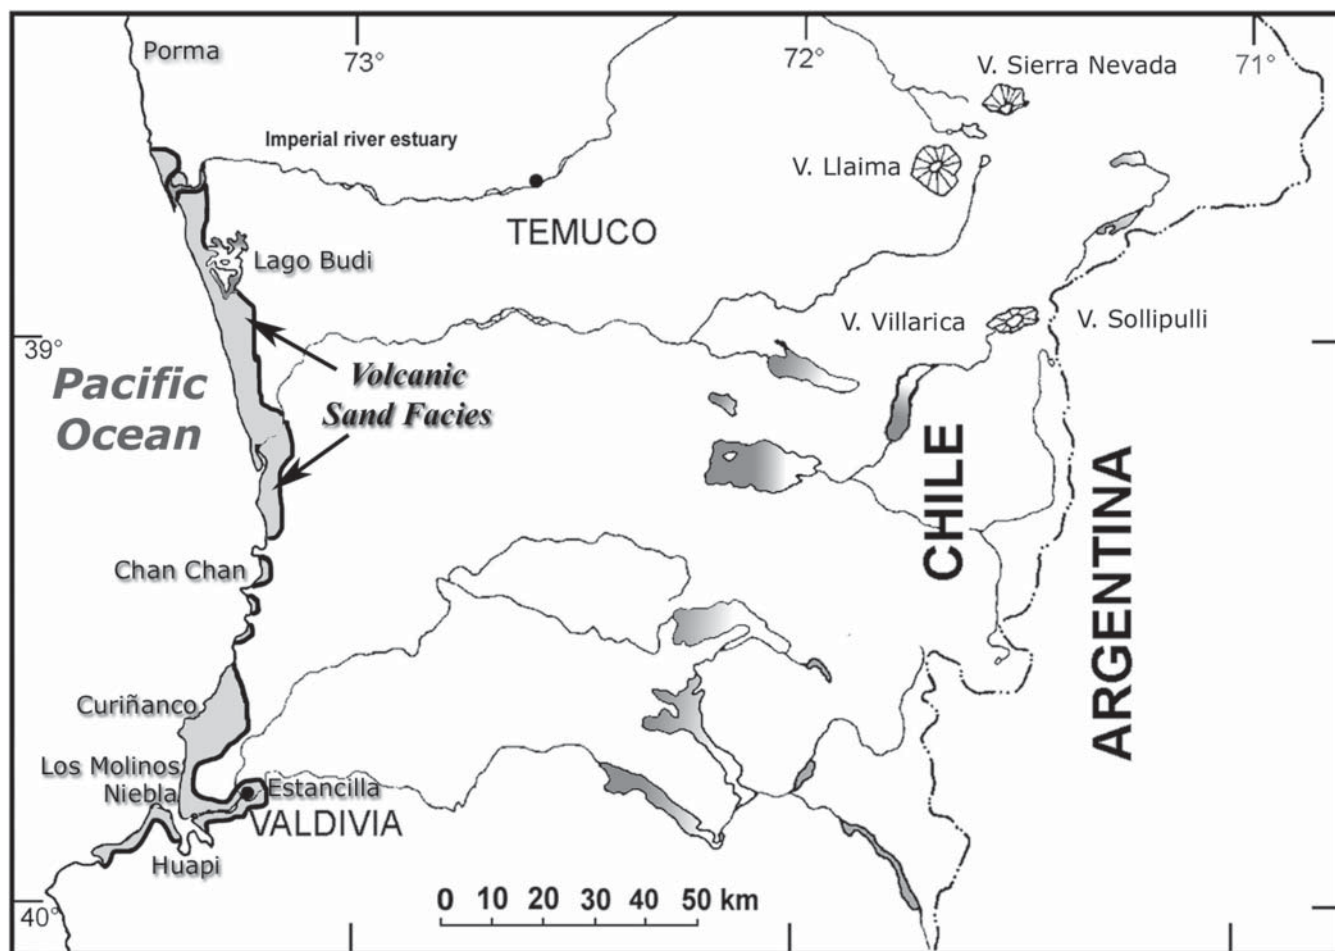 Porma
73°
72°
71°
V. Sierra Nevada
Imperial river estuary
V. Llaima
TEMUCO
Lago Budi
V. Villarica
V. Sollipulli
39°
Pacific
Ocean
Volcanic
Sand Facies
CHILE
ARGENTINA
Chan Chan
Curiñanco
Los Molinos
Niebla
Estancilla
VALDIVIA
Huapi
0 10 20 30 40 50 km
40°